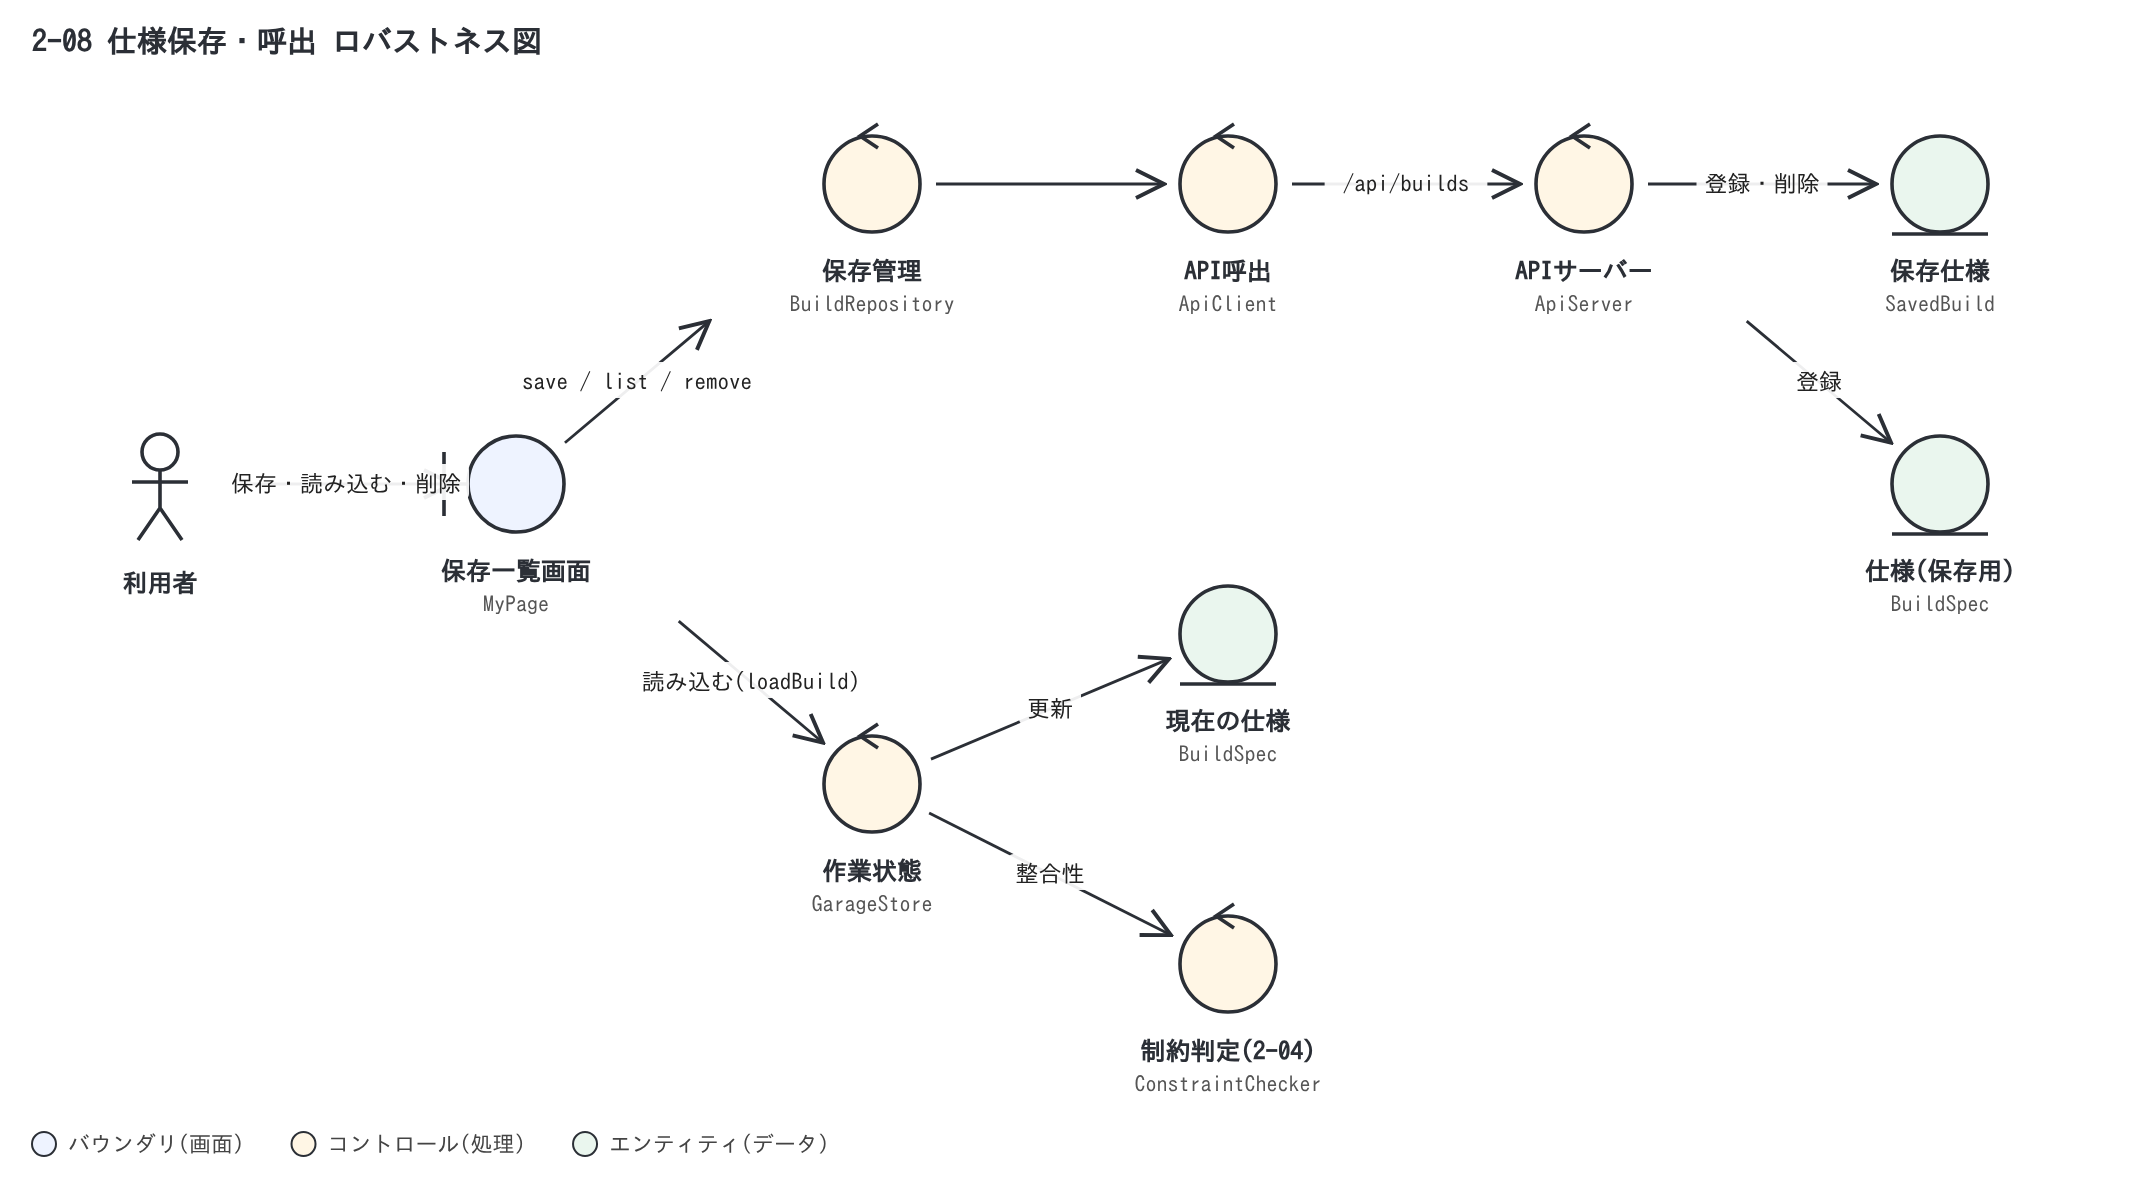 2-08 仕様保存・呼出 ロバストネス図
/api/builds
登録・削除
保存管理
BuildRepository
API呼出
ApiClient
APIサーバー
ApiServer
保存仕様
SavedBuild
save / list / remove
登録
保存・読み込む・削除
利用者
保存一覧画面
MyPage
仕様(保存用)
BuildSpec
読み込む(loadBuild)
更新
現在の仕様
BuildSpec
作業状態
GarageStore
整合性
制約判定(2-04)
ConstraintChecker
バウンダリ(画面)
コントロール(処理)
エンティティ(データ)